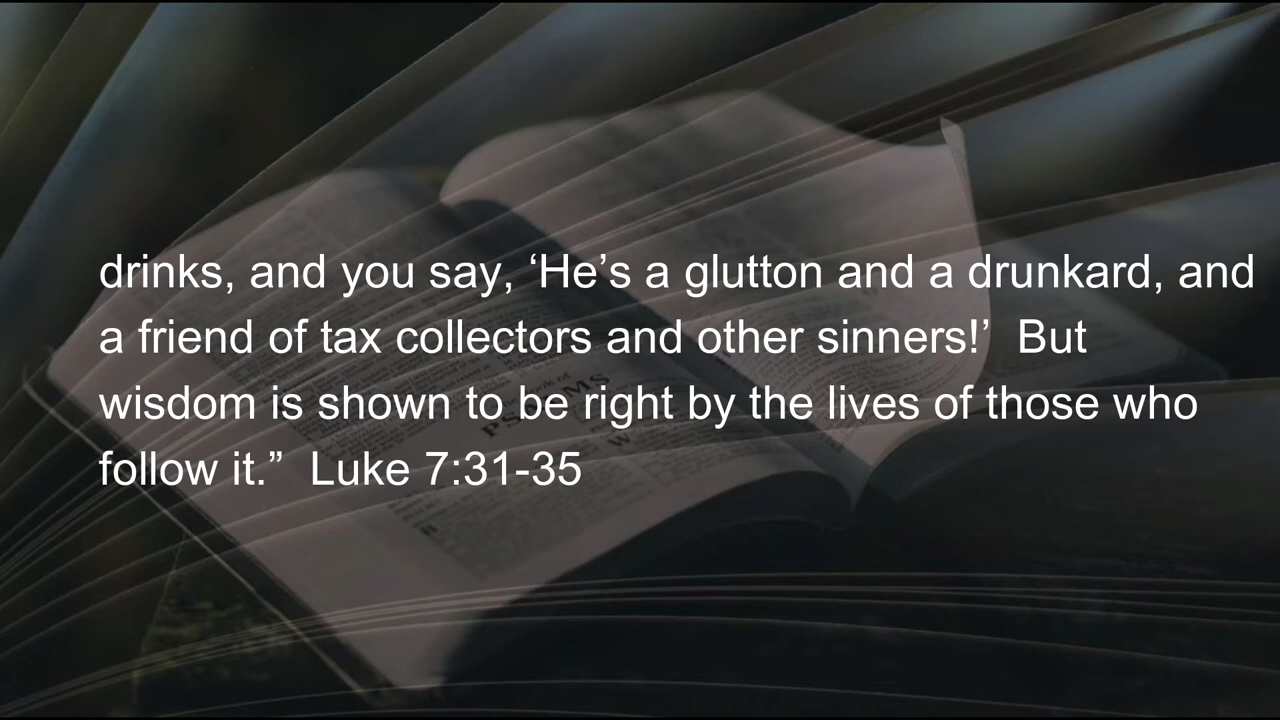 drinks, and you say, ‘He’s a glutton and a drunkard, and
a friend of tax collectors and other sinners!’  But
wisdom is shown to be right by the lives of those who
follow it.”  Luke 7:31-35
PSALMS